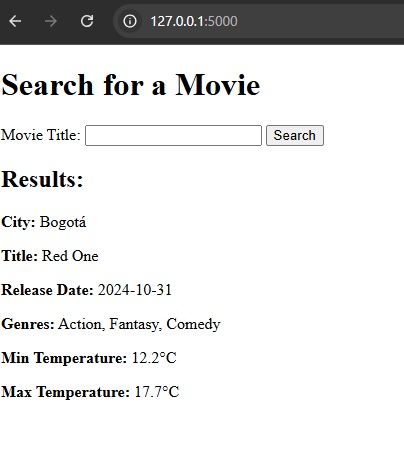 127.0.0.1:5000
Search for a Movie
Movie Title: Search
Results:
City: Bogotá
Title: Red One
Release Date: 2024-10-31
Genres: Action, Fantasy, Comedy
Min Temperature: 12.2°C
Max Temperature: 17.7°C